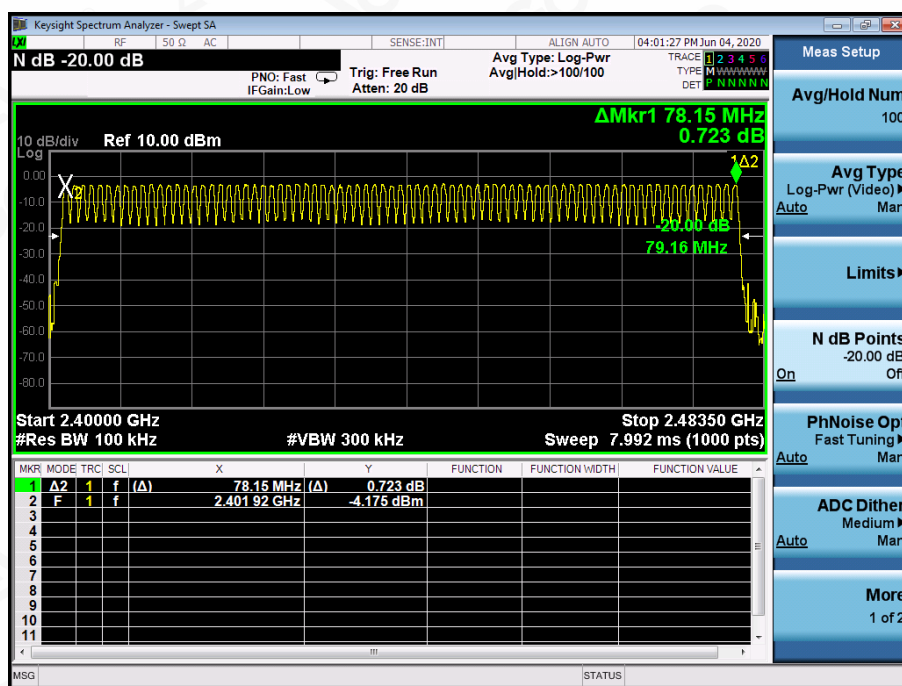 Keysight Spectrum Analyzer - Swept SA
LXI RF 50 Ω AC SENSE:INT ALIGN AUTO 04:01:27 PM Jun 04, 2020
N dB -20.00 dB
PNO: Fast
IFGain:Low
Trig: Free Run
Atten: 20 dB
Avg Type: Log-Pwr
Avg|Hold:>100/100
TRACE 1 2 3 4 5 6
TYPE M WWWWW
DET P N N N N N
ΔMkr1 78.15 MHz
0.723 dB
10 dB/div Ref 10.00 dBm
Log
1Δ2
0.00
X2
-10.0
-20.0
-20.00 dB
79.16 MHz
-30.0
-40.0
-50.0
-60.0
-70.0
-80.0
Start 2.40000 GHz Stop 2.48350 GHz
#Res BW 100 kHz #VBW 300 kHz Sweep 7.992 ms (1000 pts)
MKR MODE TRC SCL X Y FUNCTION FUNCTION WIDTH FUNCTION VALUE
1 Δ2 1 f (Δ) 78.15 MHz (Δ) 0.723 dB
2 F 1 f 2.401 92 GHz -4.175 dBm
3
4
5
6
7
8
9
10
11
MSG STATUS
Meas Setup
Avg/Hold Num
100
Avg Type
Log-Pwr (Video)
Auto Man
Limits
N dB Points
-20.00 dB
On Off
PhNoise Opt
Fast Tuning
Auto Man
ADC Dither
Medium
Auto Man
More
1 of 2